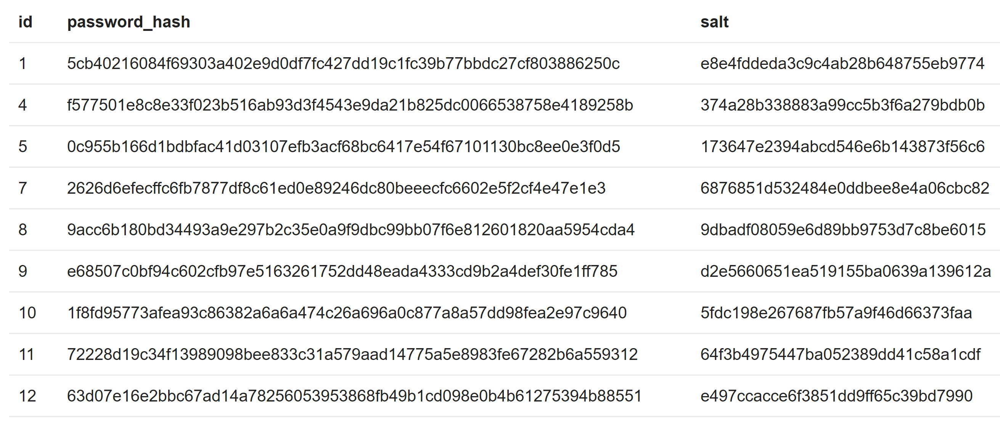 id password_hash salt
1 5cb40216084f69303a402e9d0df7fc427dd19c1fc39b77bbdc27cf803886250c e8e4fddeda3c9c4ab28b648755eb9774
4 f577501e8c8e33f023b516ab93d3f4543e9da21b825dc0066538758e4189258b 374a28b338883a99cc5b3f6a279bdb0b
5 0c955b166d1bdbfac41d03107efb3acf68bc6417e54f67101130bc8ee0e3f0d5 173647e2394abcd546e6b143873f56c6
7 2626d6efecffc6fb7877df8c61ed0e89246dc80beeecfc6602e5f2cf4e47e1e3 6876851d532484e0ddbee8e4a06cbc82
8 9acc6b180bd34493a9e297b2c35e0a9f9dbc99bb07f6e812601820aa5954cda4 9dbadf08059e6d89bb9753d7c8be6015
9 e68507c0bf94c602cfb97e5163261752dd48eada4333cd9b2a4def30fe1ff785 d2e5660651ea519155ba0639a139612a
10 1f8fd95773afea93c86382a6a6a474c26a696a0c877a8a57dd98fea2e97c9640 5fdc198e267687fb57a9f46d66373faa
11 72228d19c34f13989098bee833c31a579aad14775a5e8983fe67282b6a559312 64f3b4975447ba052389dd41c58a1cdf
12 63d07e16e2bbc67ad14a78256053953868fb49b1cd098e0b4b61275394b88551 e497ccacce6f3851dd9ff65c39bd7990